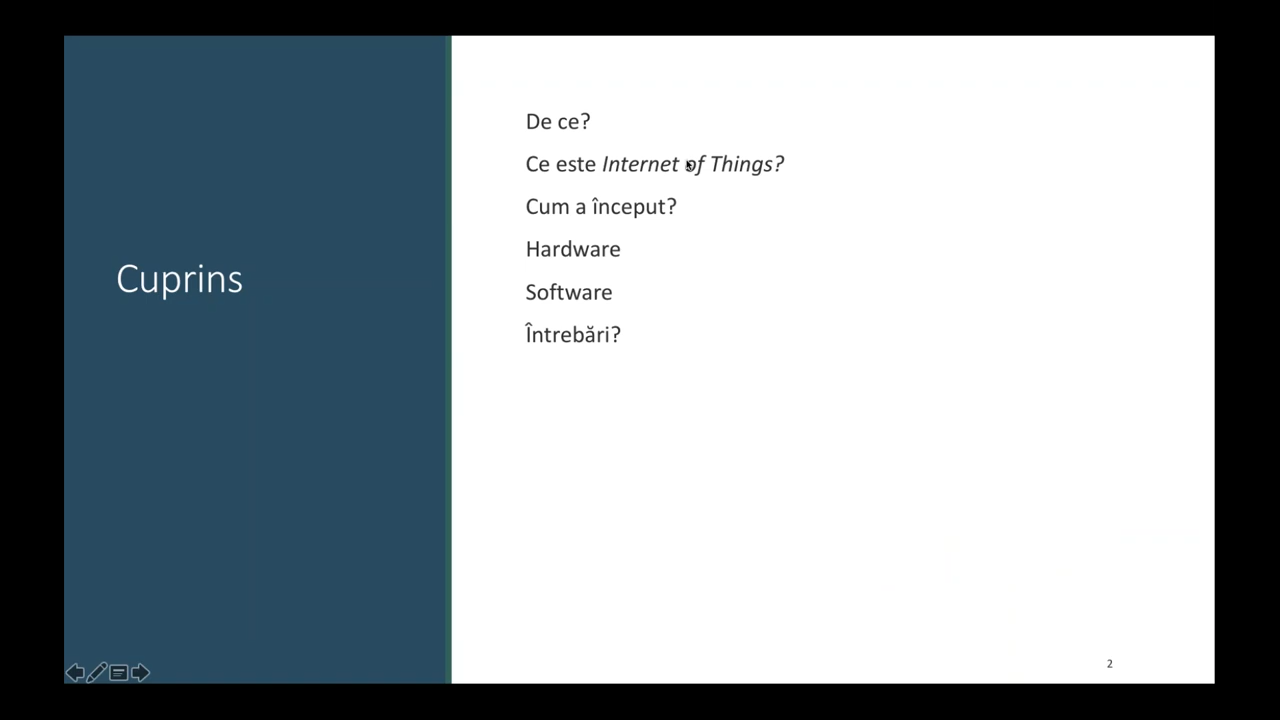 Cuprins
De ce?
Ce este Internet of Things?
Cum a început?
Hardware
Software
Întrebări?
2